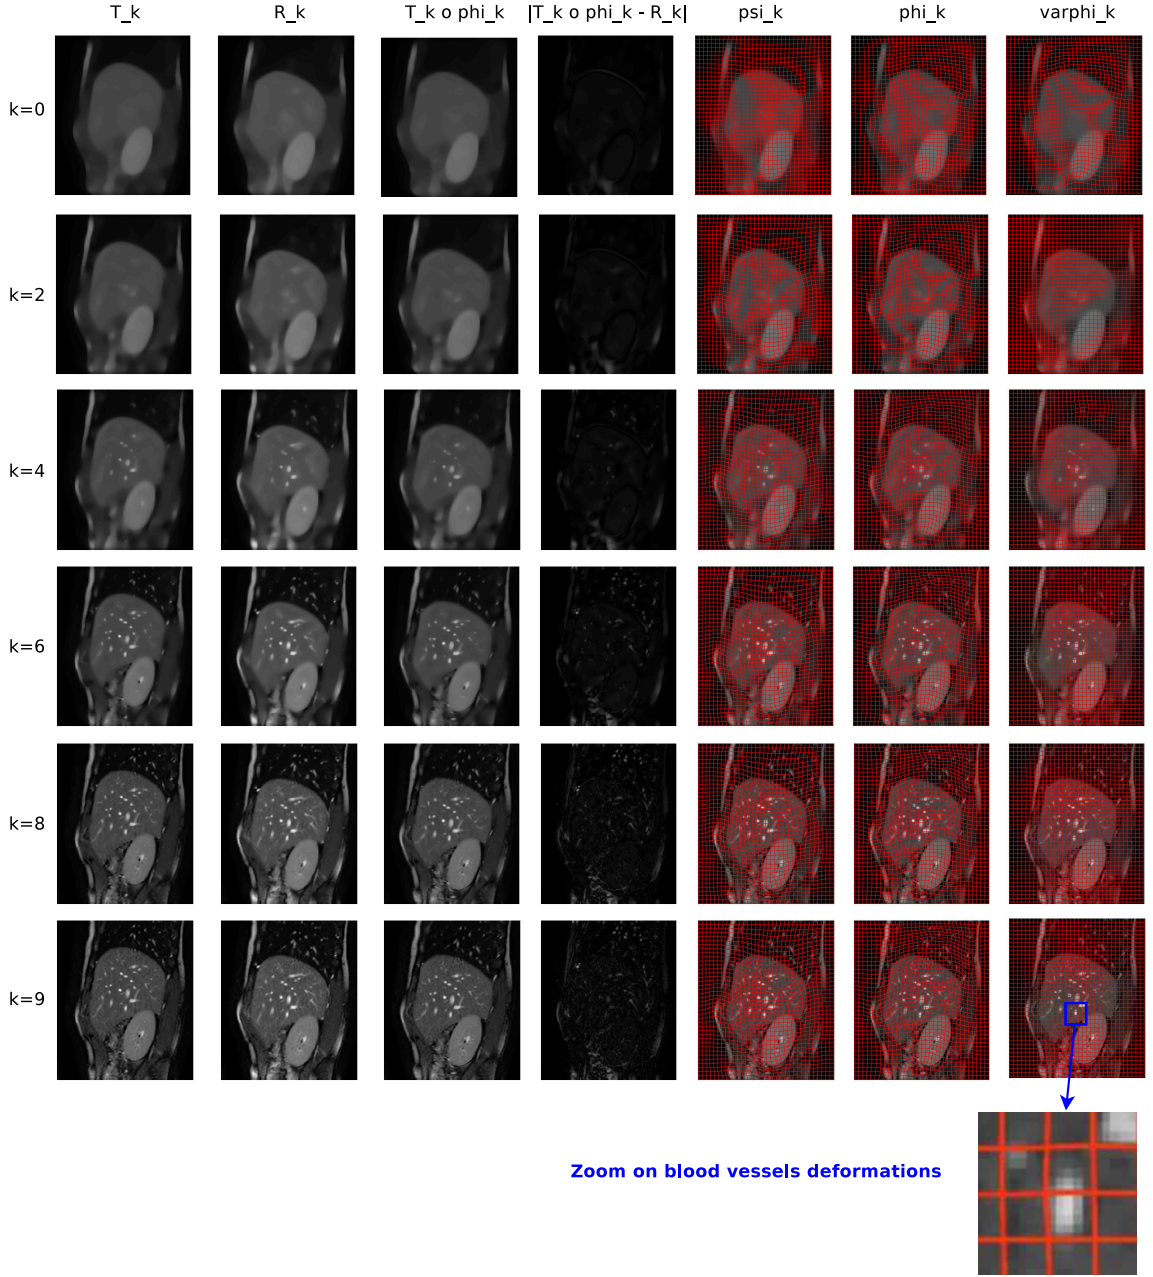 T_k R_k T_k o phi_k |T_k o phi_k - R_k| psi_k phi_k varphi_k
k=0
k=2
k=4
k=6
k=8
k=9
Zoom on blood vessels deformations